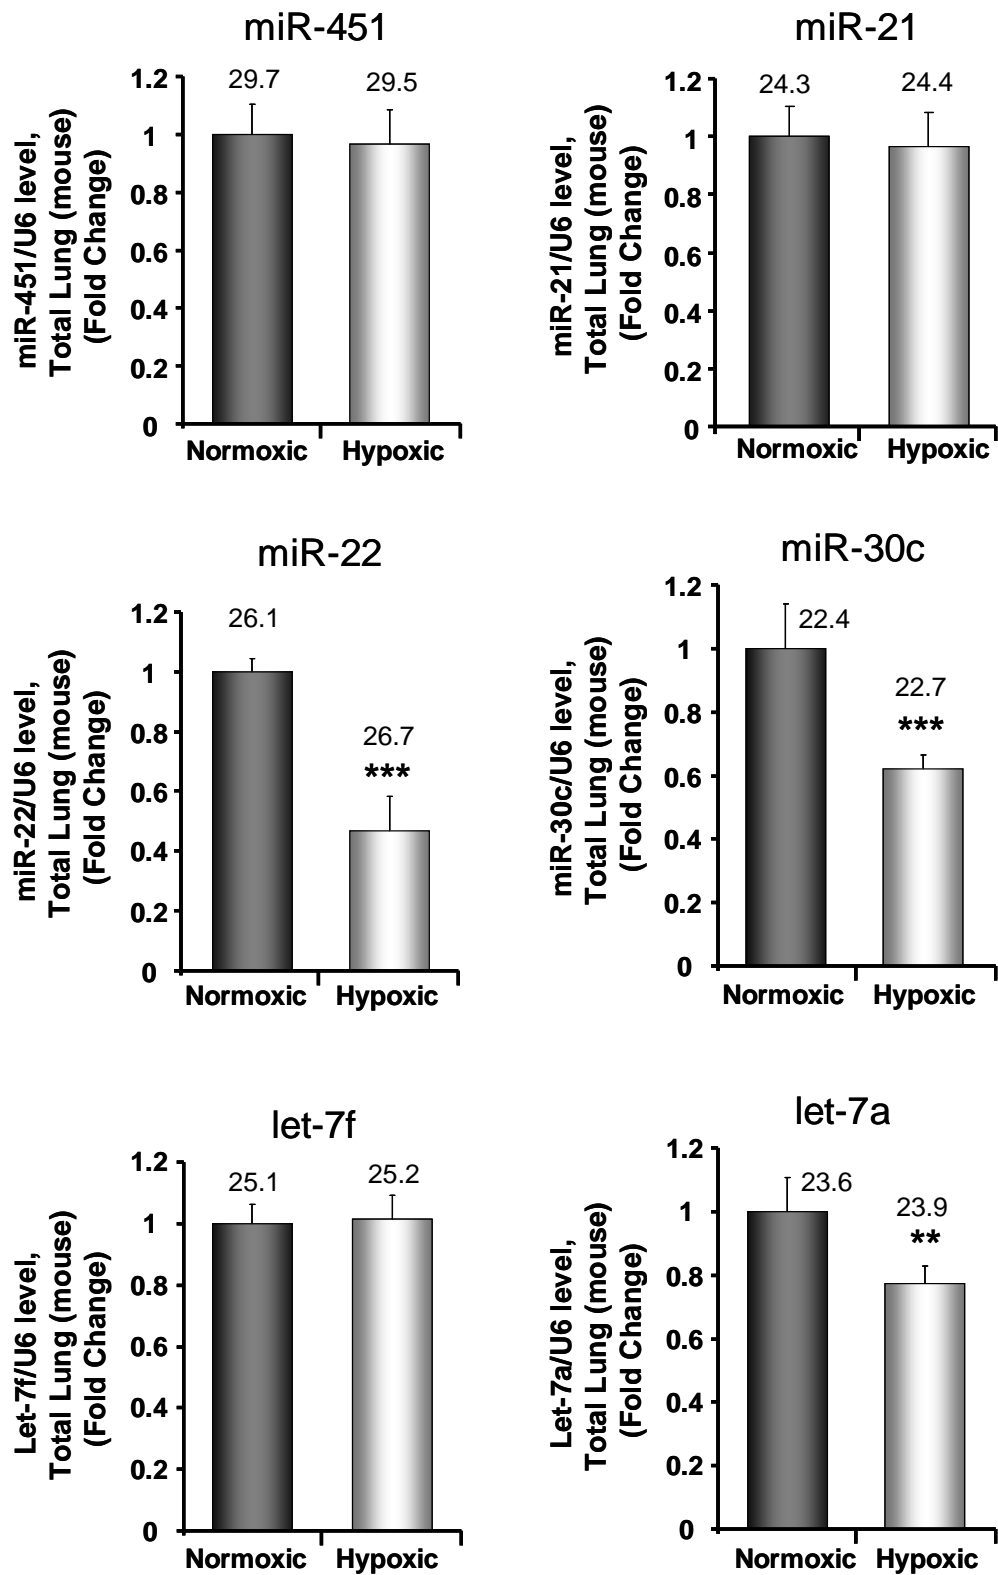 miR-451
miR-451/U6 level,
Total Lung (mouse)
(Fold Change)
1.2
1
0.8
0.6
0.4
0.2
0
29.7
29.5
Normoxic
Hypoxic
miR-21
miR-21/U6 level,
Total Lung (mouse)
(Fold Change)
1.2
1
0.8
0.6
0.4
0.2
0
24.3
24.4
Normoxic
Hypoxic
miR-22
miR-22/U6 level,
Total Lung (mouse)
(Fold Change)
1.2
1
0.8
0.6
0.4
0.2
0
26.1
26.7
***
Normoxic
Hypoxic
miR-30c
miR-30c/U6 level,
Total Lung (mouse)
(Fold Change)
1.2
1
0.8
0.6
0.4
0.2
0
22.4
22.7
***
Normoxic
Hypoxic
let-7f
Let-7f/U6 level,
Total Lung (mouse)
(Fold Change)
1.2
1
0.8
0.6
0.4
0.2
0
25.1
25.2
Normoxic
Hypoxic
let-7a
Let-7a/U6 level,
Total Lung (mouse)
(Fold Change)
1.2
1
0.8
0.6
0.4
0.2
0
23.6
23.9
**
Normoxic
Hypoxic